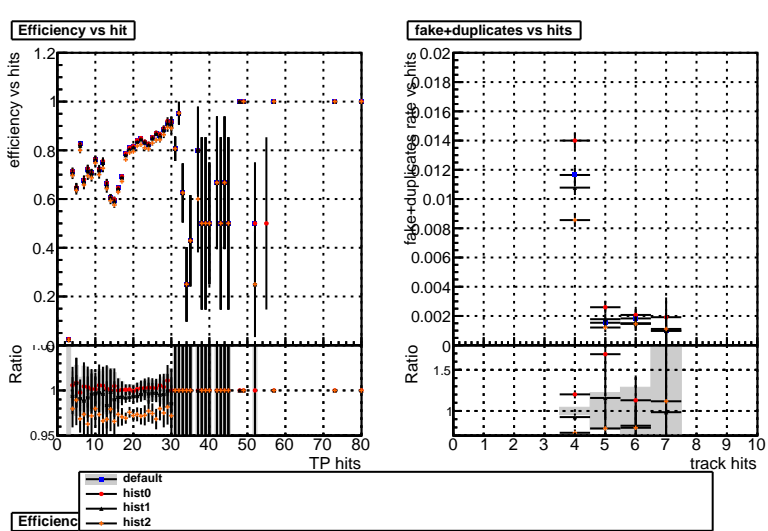 Efficiency vs hit
fake+duplicates vs hits
efficiency vs hits
1.2
1
0.8
0.6
0.4
0.2
0
Ratio
1
0.95
0 10 20 30 40 50 60 70 80
TP hits
fake+duplicates rate vs hits
0.02
0.018
0.016
0.014
0.012
0.01
0.008
0.006
0.004
0.002
0
Ratio
1.5
1
0 1 2 3 4 5 6 7 8 9 10
track hits
default
hist0
hist1
hist2
Efficienc